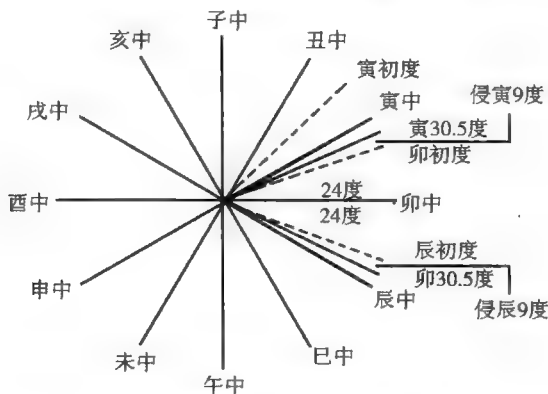 子中
亥中
丑中
寅初度
戌中
寅中
侵寅9度
寅30.5度
卯初度
24度
酉中
卯中
24度
辰初度
申中
卯30.5度
辰中
侵辰9度
未中
巳中
午中